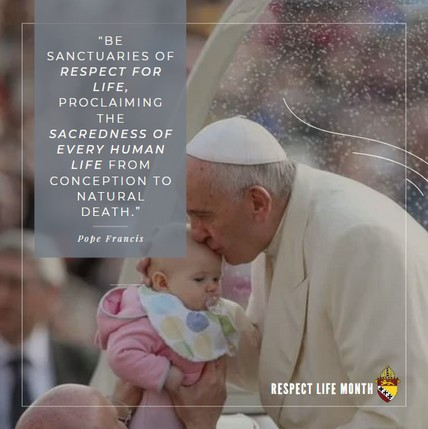 "BE
SANCTUARIES OF
RESPECT FOR
LIFE,
PROCLAIMING
THE
SACREDNESS OF
EVERY HUMAN
LIFE FROM
CONCEPTION TO
NATURAL
DEATH."
Pope Francis
RESPECT LIFE MONTH